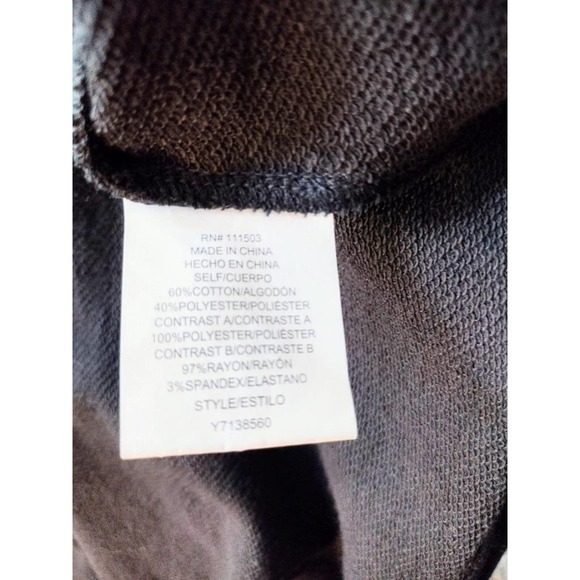 RN# 111503
MADE IN CHINA
HECHO EN CHINA
SELF/CUERPO
60%COTTON/ALGODÓN
40%POLYESTER/POLIÉSTER
CONTRAST A/CONTRASTE A
100%POLYESTER/POLIÉSTER
CONTRAST B/CONTRASTE B
97%RAYON/RAYÓN
3%SPANDEX/ELASTANO
STYLE/ESTILO
Y7138560